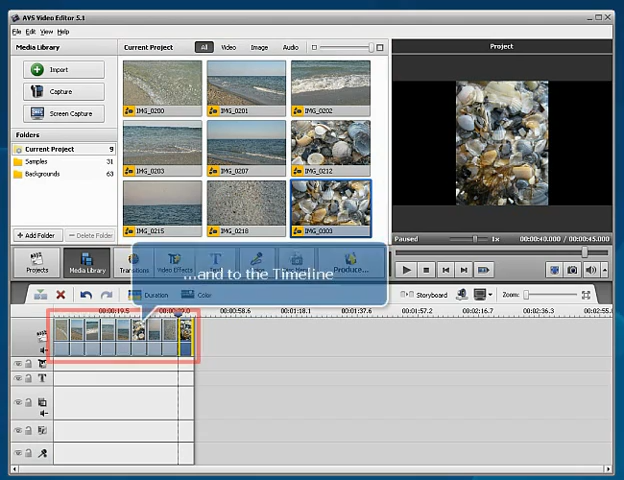 AVS Video Editor 5.1
File Edit View Help
Media Library
Current Project
All
Video
Image
Audio
Project
Import
Capture
Screen Capture
Folders
Current Project 9
Samples 31
Backgrounds 63
IMG_0200
IMG_0201
IMG_0202
IMG_0203
IMG_0207
IMG_0212
IMG_0215
IMG_0218
IMG_0303
Add Folder
Delete Folder
Paused
1x
00:00:40.000 / 00:00:45.000
Projects
Media Library
Transitions
Video Effects
Text
Produce...
and to the Timeline
Duration
Color
Storyboard
Zoom:
00:00:19.5
00:00:39.0
00:00:58.6
00:01:18.1
00:01:37.6
00:01:57.2
00:02:16.7
00:02:36.3
00:02:55.